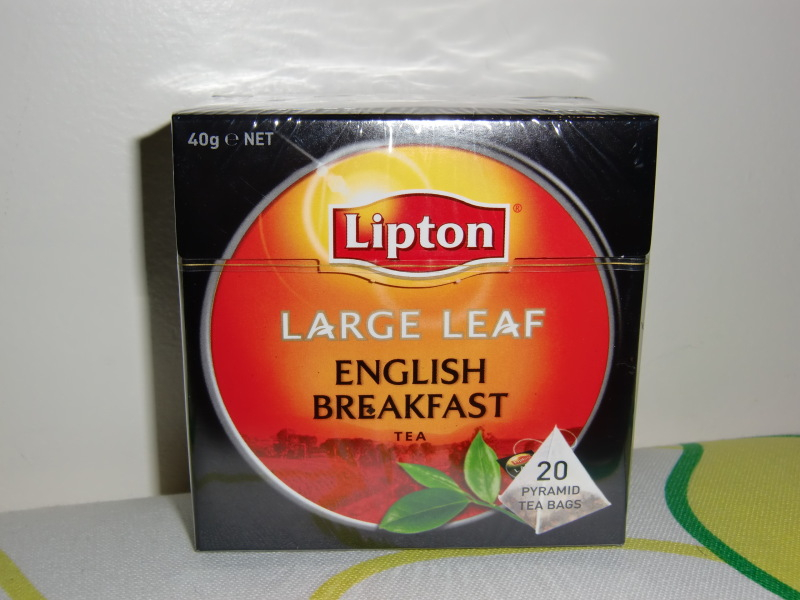 40g ℮ NET
Lipton®
LARGE LEAF
ENGLISH
BREAKFAST
TEA
20
PYRAMID
TEA BAGS